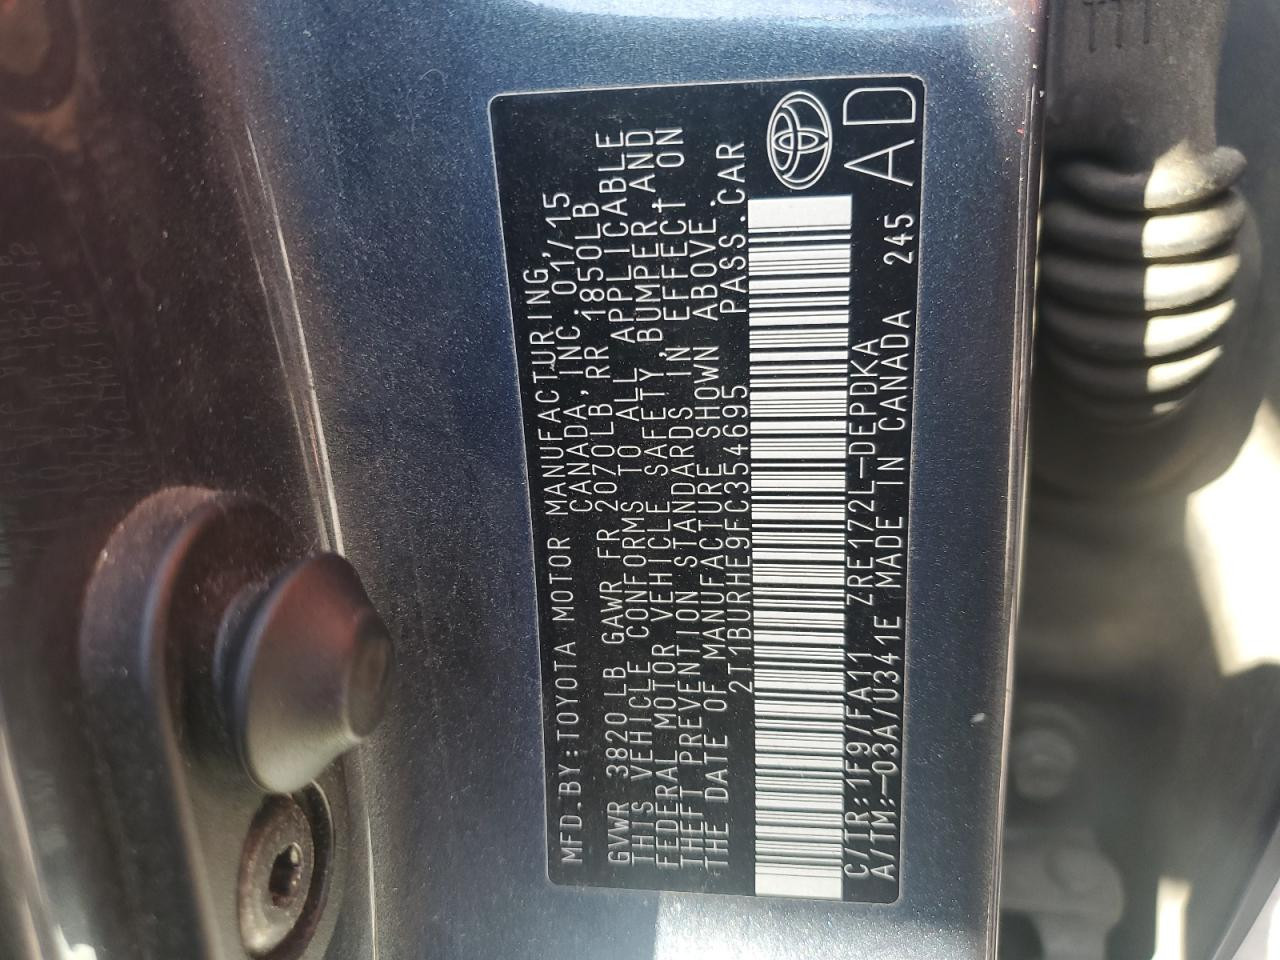 MFD.BY:TOYOTA MOTOR MANUFACTURING
CANADA,INC. 01/15
GVWR 3820LB GAWR FR 2070LB,RR 1850LB
THIS VEHICLE CONFORMS TO ALL APPLICABLE
FEDERAL MOTOR VEHICLE SAFETY,BUMPER,AND
THEFT PREVENTION STANDARDS IN EFFECT ON
THE DATE OF MANUFACTURE SHOWN ABOVE.
2T1BURHE9FC354695 PASS.CAR
C/TR:1F9/FA11 ZRE172L-DEPDKA
A/TM:-03A/U341E MADE IN CANADA 245
AD